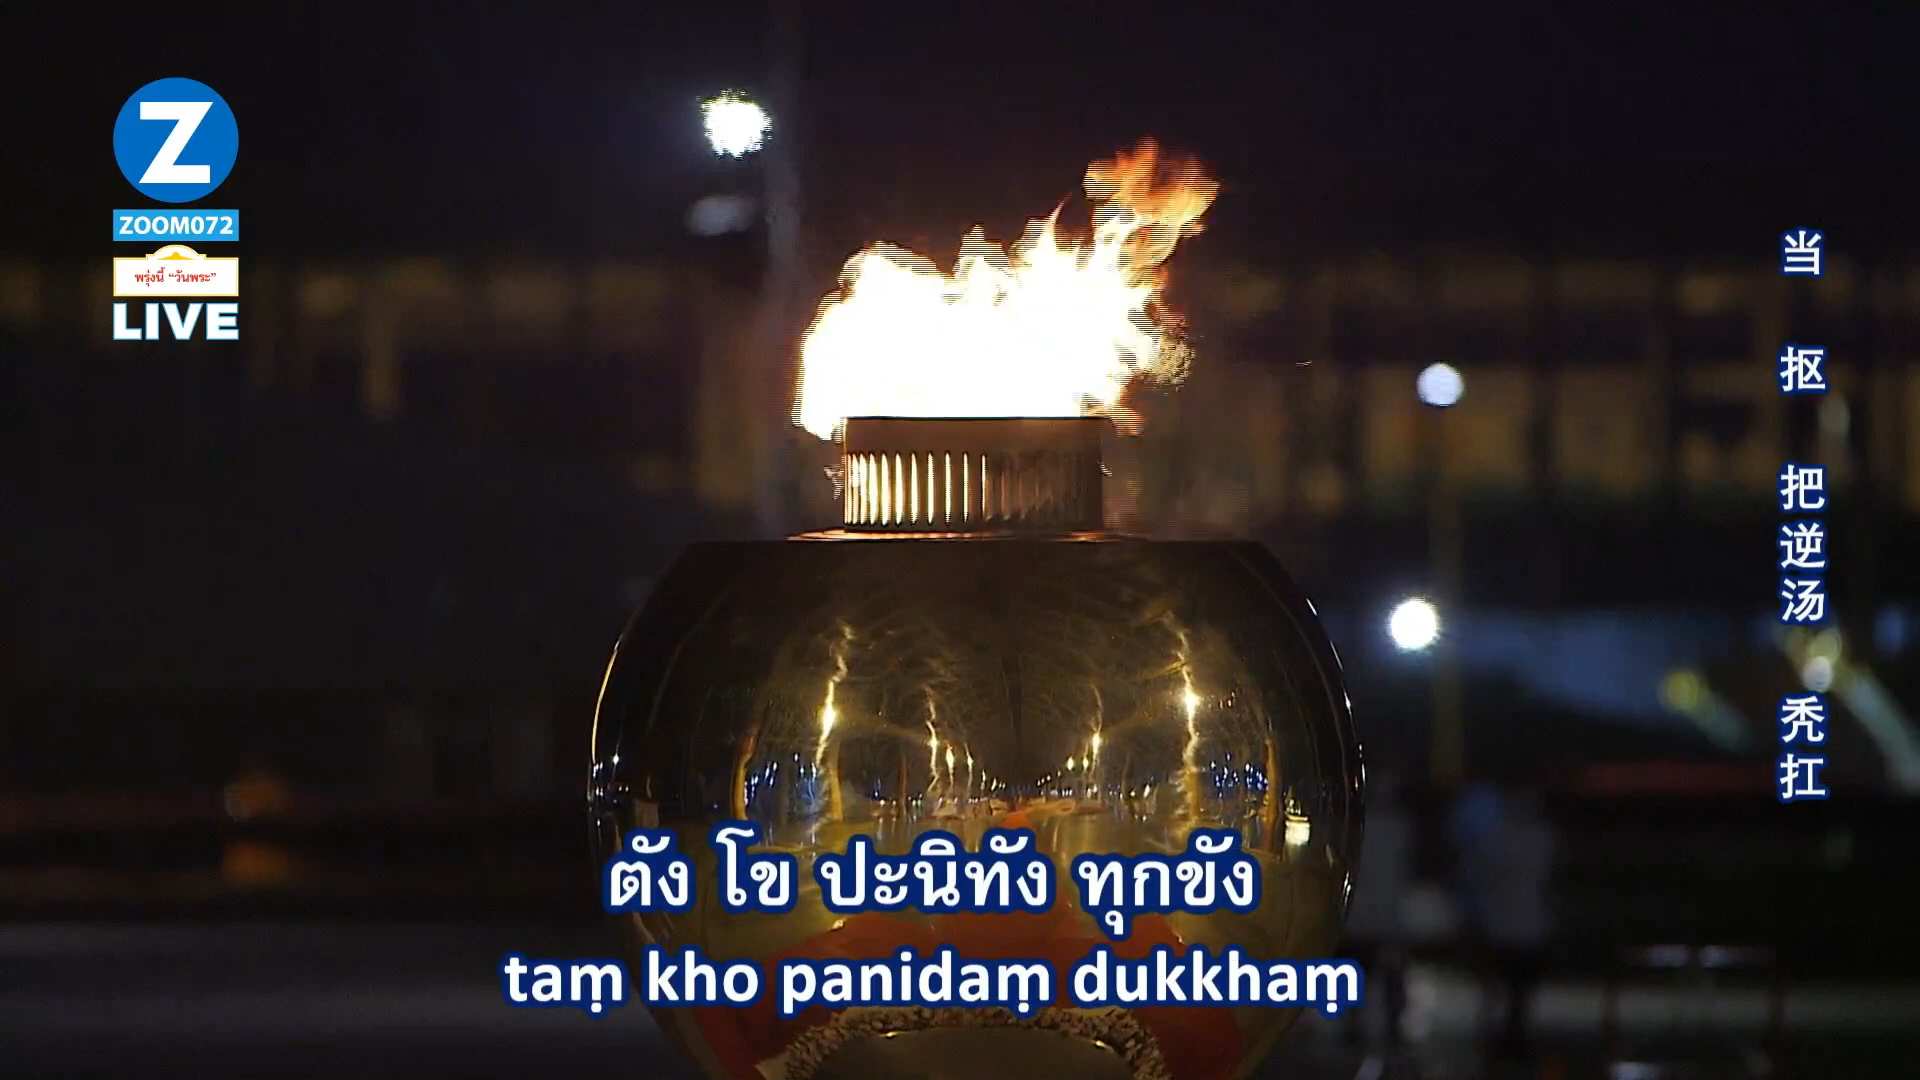 Z
ZOOM072
พรุ่งนี้ “วันพระ”
LIVE
当 抠 把逆汤 秃扛
ตัง โข ปะนิทัง ทุกขัง
taṃ kho panidaṃ dukkhaṃ